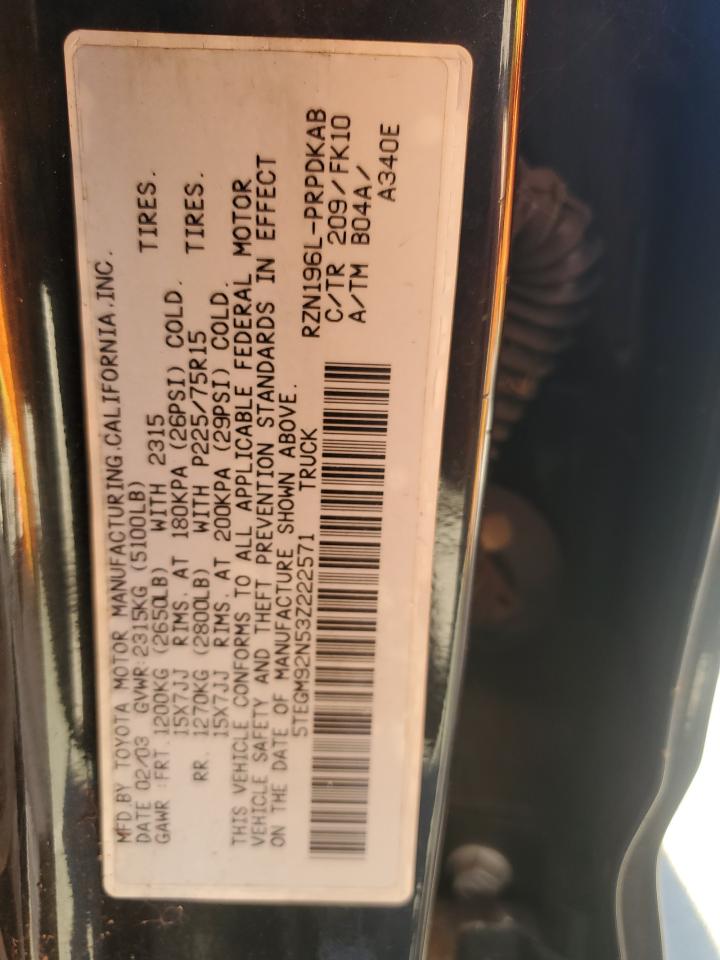 MFD BY TOYOTA MOTOR MANUFACTURING.CALIFORNIA.INC.
DATE 02/03 GVWR:2315KG (5100LB)
GAWR :FRT.1200KG (2650LB) WITH 2315 TIRES.
15X7JJ RIMS. AT 180KPA (26PSI) COLD.
RR. 1270KG (2800LB) WITH P225/75R15 TIRES.
15X7JJ RIMS. AT 200KPA (29PSI) COLD.
THIS VEHICLE CONFORMS TO ALL APPLICABLE FEDERAL MOTOR
VEHICLE SAFETY AND THEFT PREVENTION STANDARDS IN EFFECT
ON THE DATE OF MANUFACTURE SHOWN ABOVE.
5TEGM92N53Z222571 TRUCK
RZN196L-PRPDKAB
C/TR 209/FK10
A/TM B04A/
A340E